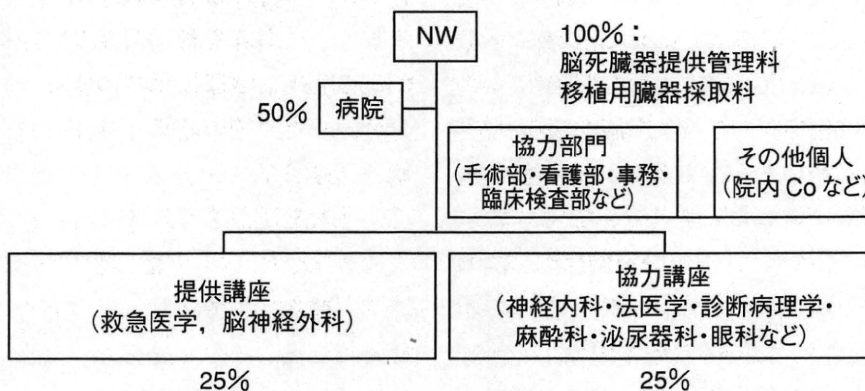 NW
100%:
脳死臓器提供管理料
移植用臓器採取料
50%
病院
協力部門
(手術部・看護部・事務・
臨床検査部など)
その他個人
(院内 Co など)
提供講座
(救急医学，脳神経外科)
協力講座
(神経内科・法医学・診断病理学・
麻酔科・泌尿器科・眼科など)
25%
25%